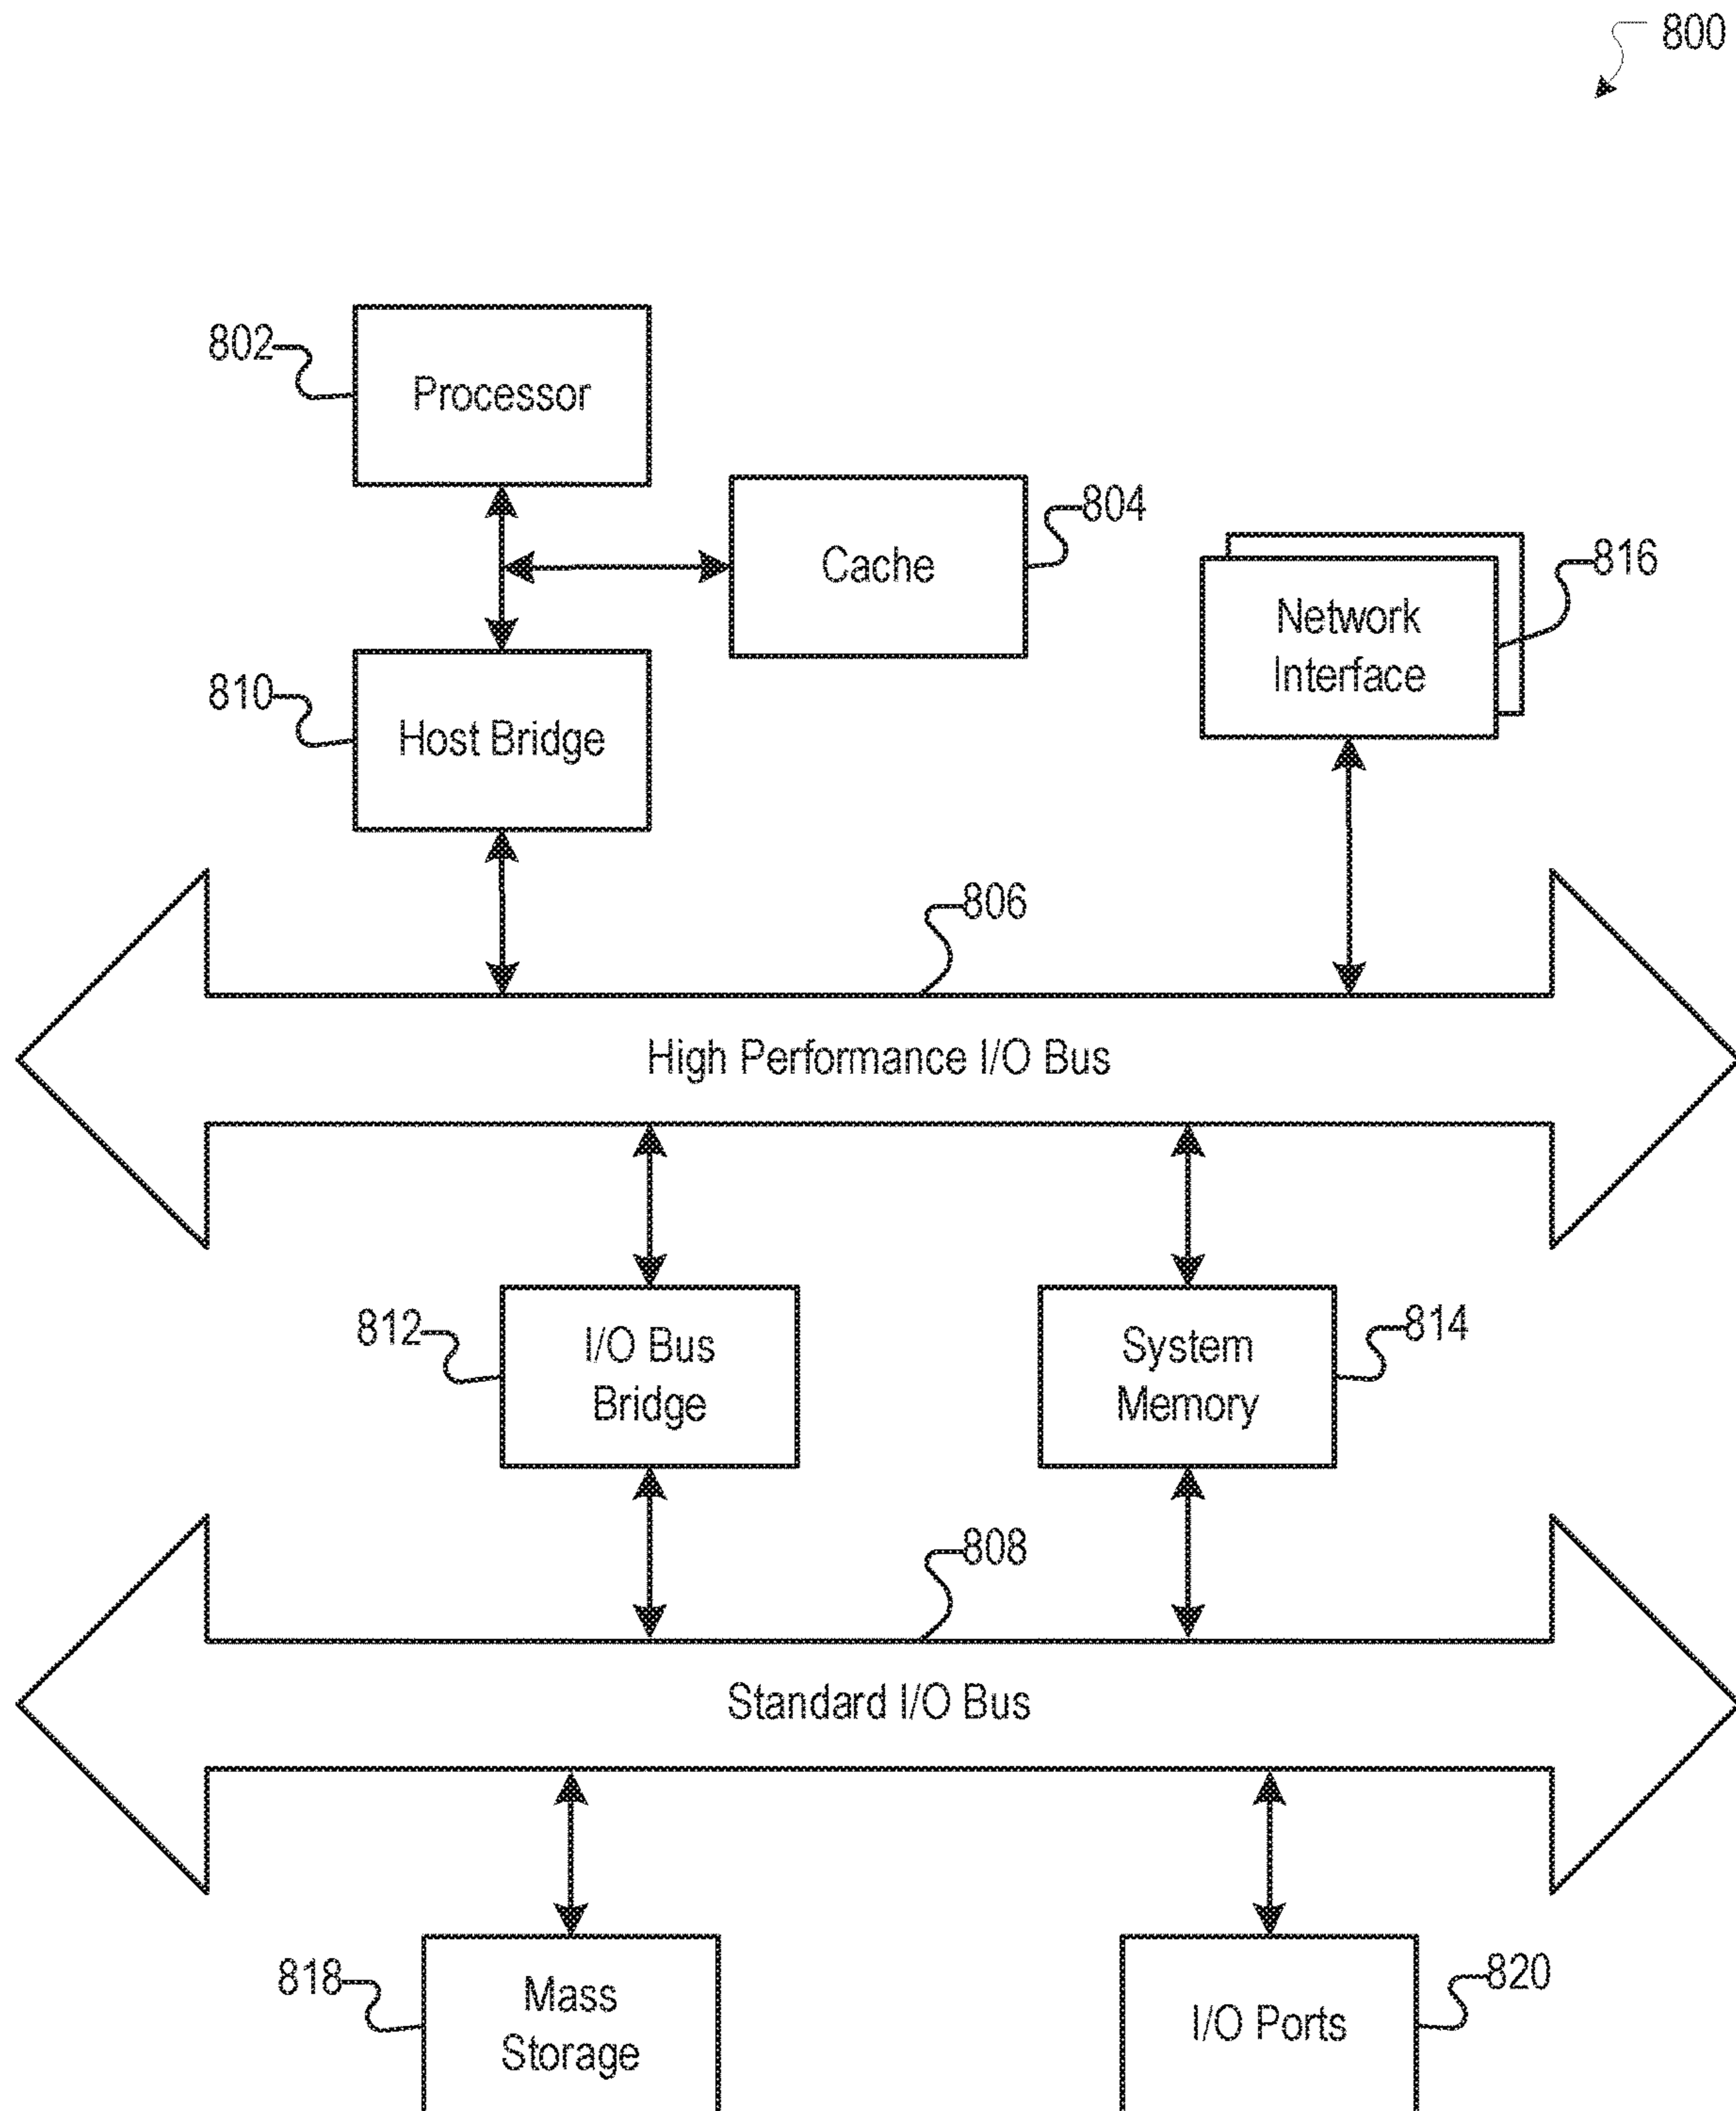 800
802
Processor
804
Cache
816
Network
Interface
810
Host Bridge
806
High Performance I/O Bus
812
I/O Bus
Bridge
System
Memory
814
808
Standard I/O Bus
818
Mass
Storage
I/O Ports
820